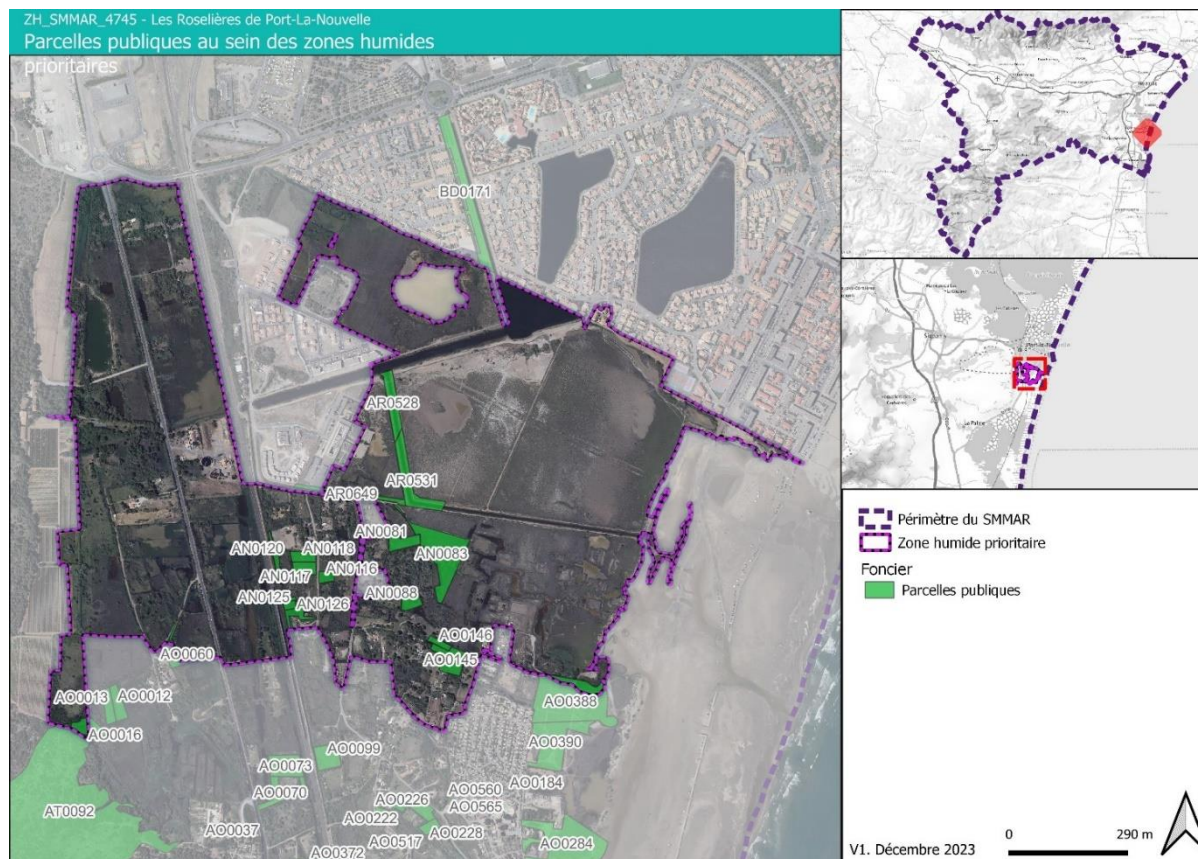 ZH_SMMAR_4745 - Les Roselières de Port-La-Nouvelle
Parcelles publiques au sein des zones humides
prioritaires
BD0171
AR0528
AR0531
AR0649
AN0081
AN0083
AN0120
AN0118
AN0117
AN0116
AN0125
AN0126
AN0088
AO0146
AO0145
AO0060
AO0013
AO0012
AO0016
AO0388
AO0390
AO0099
AO0073
AO0070
AO0184
AO0560
AO0226
AO0565
AT0092
AO0037
AO0222
AO0228
AO0517
AO0372
AO0284
La Palme
Périmètre du SMMAR
Zone humide prioritaire
Foncier
Parcelles publiques
V1. Décembre 2023
0
290 m